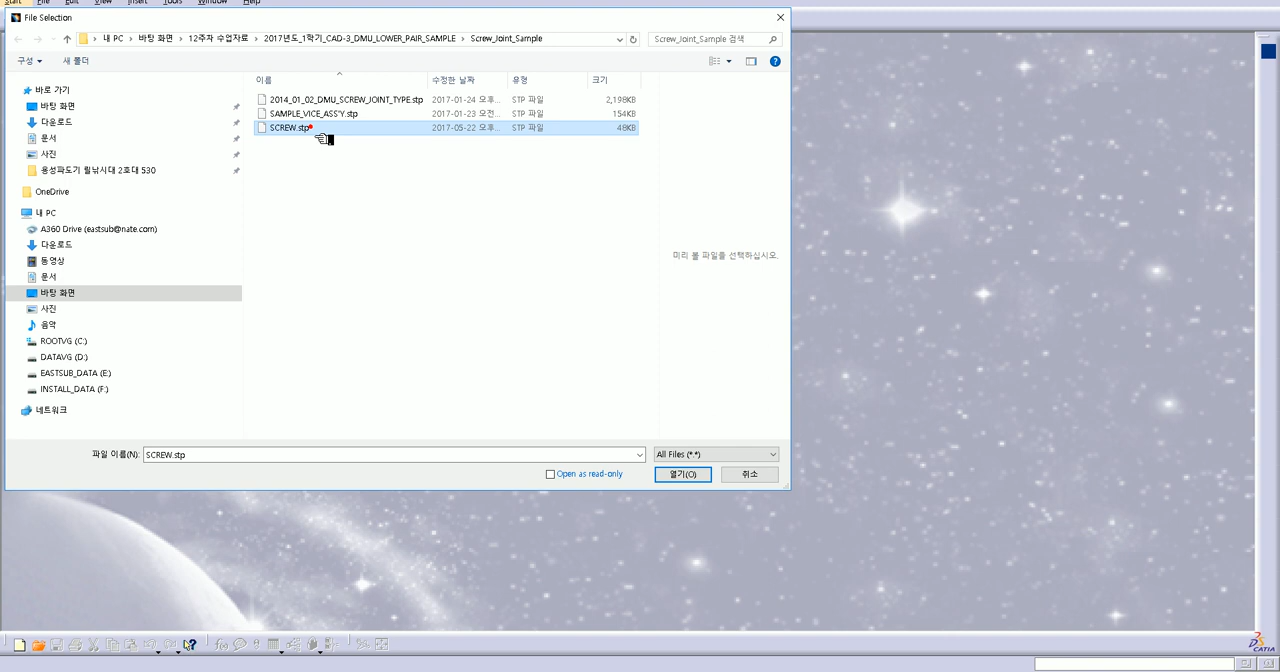 Start File Edit View Insert Tools Window Help
File Selection
내 PC > 바탕 화면 > 12주차 수업자료 > 2017년도_1학기_CAD-3_DMU_LOWER_PAIR_SAMPLE > Screw_Joint_Sample
Screw_Joint_Sample 검색
구성 새 폴더
이름 수정한 날짜 유형 크기
2014_01_02_DMU_SCREW_JOINT_TYPE.stp 2017-01-24 오후... STP 파일 2,198KB
SAMPLE_VICE_ASS'Y.stp 2017-01-23 오전... STP 파일 154KB
SCREW.stp 2017-05-22 오후... STP 파일 48KB
바로 가기
바탕 화면
다운로드
문서
사진
용성파도기 릴낚시대 2호대 530
OneDrive
내 PC
A360 Drive (eastsub@nate.com)
다운로드
동영상
문서
바탕 화면
사진
음악
ROOTVG (C:)
DATAVG (D:)
EASTSUB_DATA (E:)
INSTALL_DATA (F:)
네트워크
미리 볼 파일을 선택하십시오.
파일 이름(N): SCREW.stp All Files (*.*)
Open as read-only 열기(O) 취소
CATIA